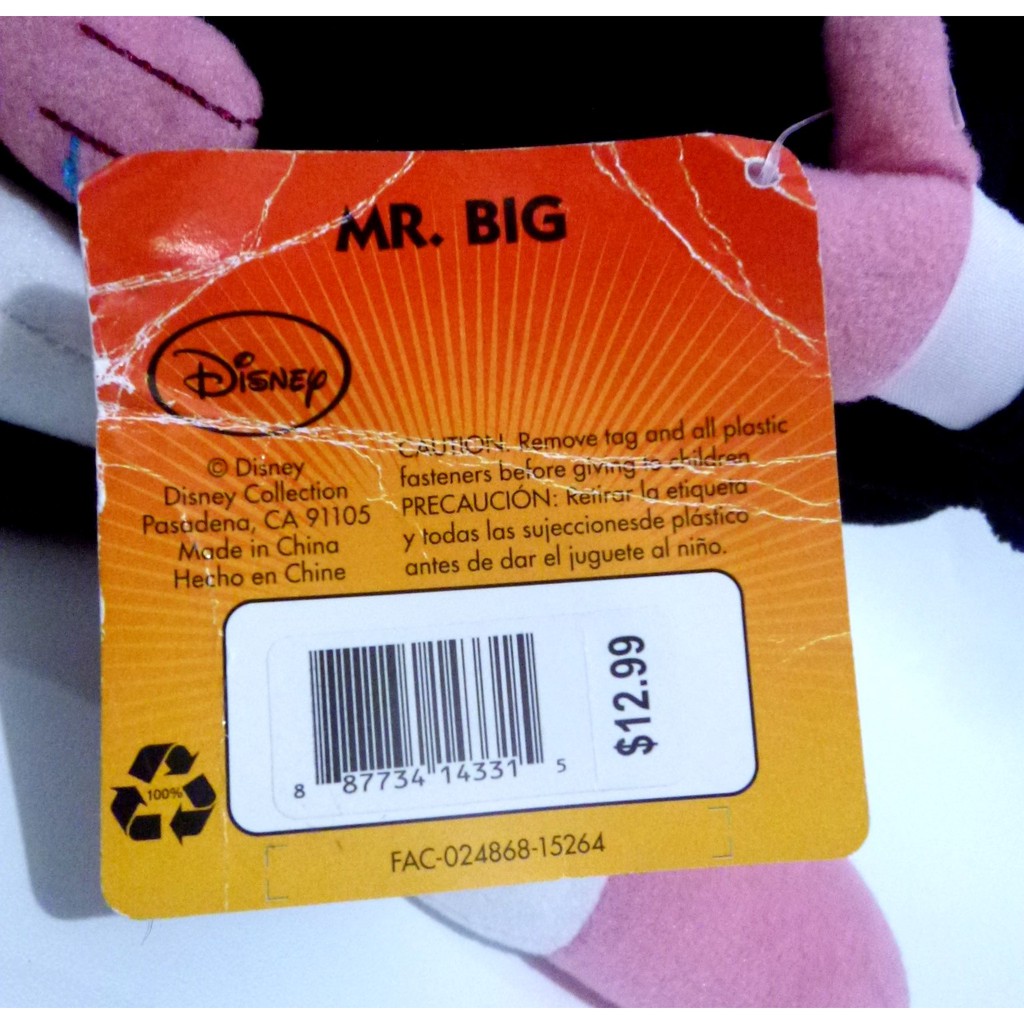 MR. BIG
Disney
© Disney
Disney Collection
Pasadena, CA 91105
Made in China
Hecho en Chine
CAUTION: Remove tag and all plastic
fasteners before giving to children
PRECAUCIÓN: Retirar la etiqueta
y todas las sujeccionesde plástico
antes de dar el juguete al niño.
8 87734 14331 5
$12.99
100%
FAC-024868-15264